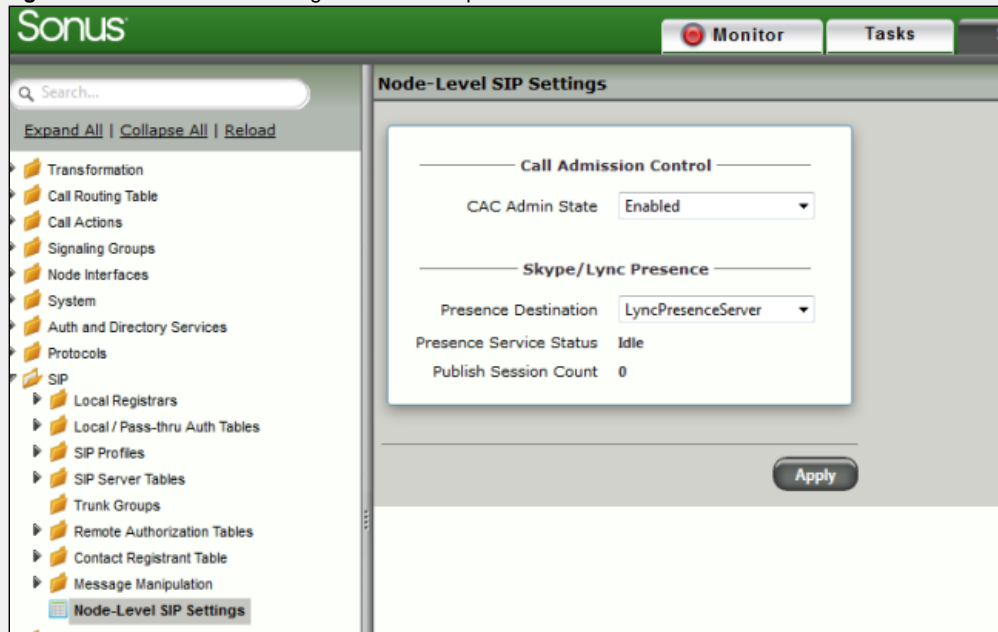 Sonus
Monitor
Tasks
Search...
Expand All | Collapse All | Reload
Transformation
Call Routing Table
Call Actions
Signaling Groups
Node Interfaces
System
Auth and Directory Services
Protocols
SIP
Local Registrars
Local / Pass-thru Auth Tables
SIP Profiles
SIP Server Tables
Trunk Groups
Remote Authorization Tables
Contact Registrant Table
Message Manipulation
Node-Level SIP Settings
Node-Level SIP Settings
Call Admission Control
CAC Admin State Enabled
Skype/Lync Presence
Presence Destination LyncPresenceServer
Presence Service Status Idle
Publish Session Count 0
Apply